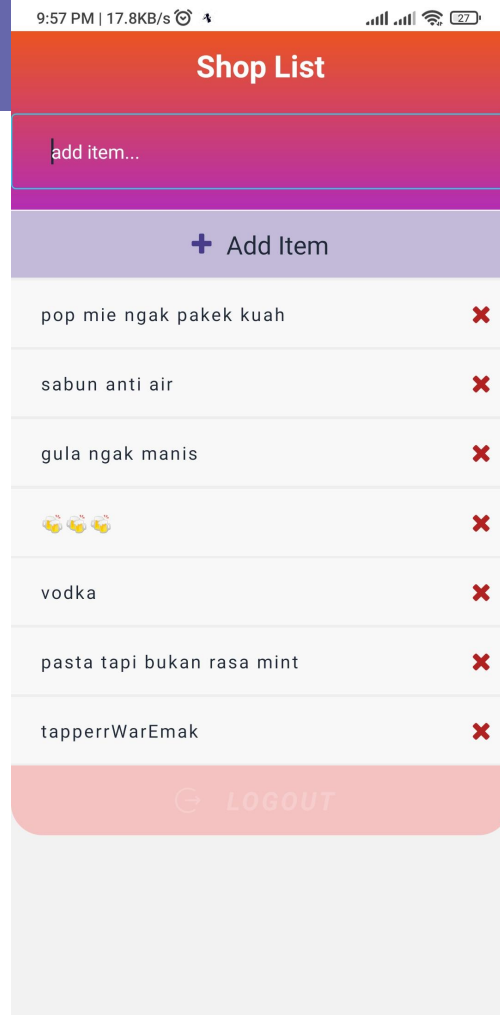 9:57 PM | 17.8KB/s 27
Shop List
add item...
Add Item
pop mie ngak pakek kuah
sabun anti air
gula ngak manis
🍻🍻🍻
vodka
pasta tapi bukan rasa mint
tapperrWarEmak
LOGOUT